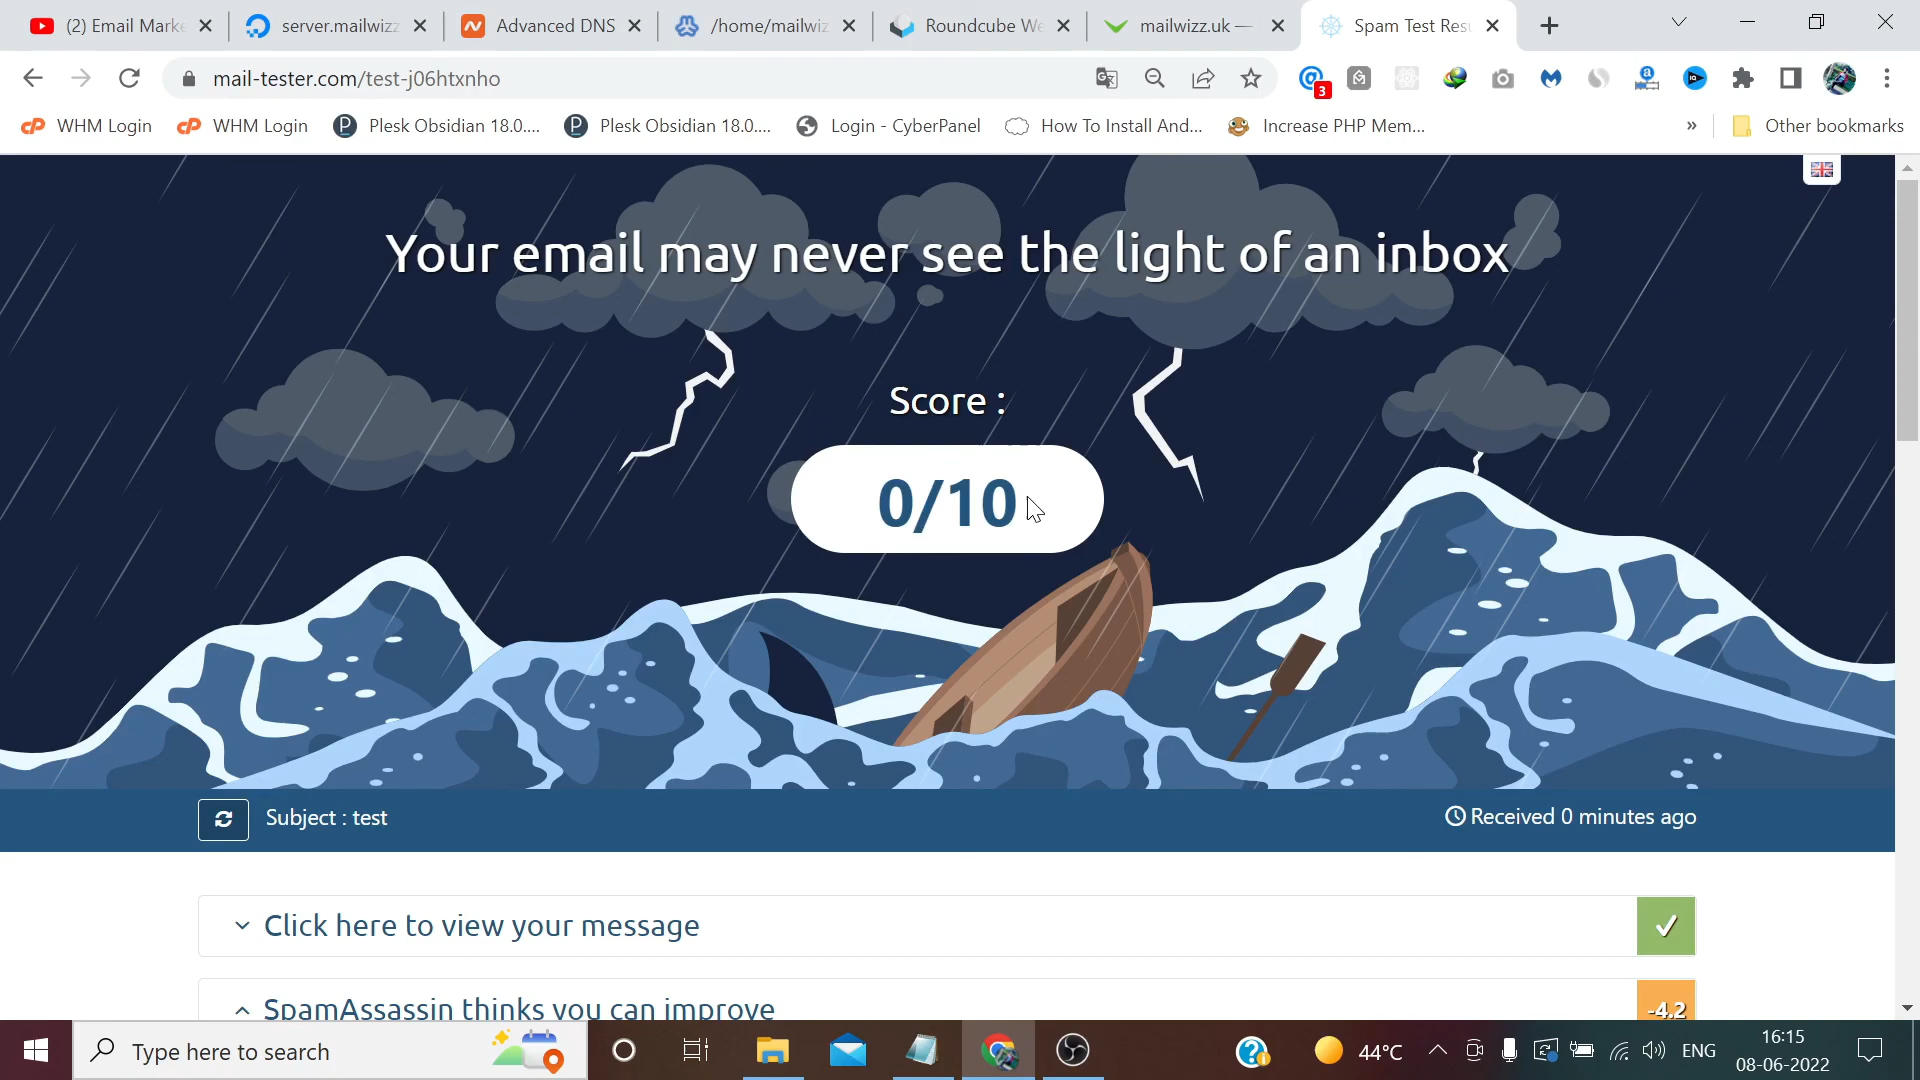 (2) Email Marke
server.mailwizz
Advanced DNS
/home/mailwiz
Roundcube We
mailwizz.uk —
Spam Test Resu
mail-tester.com/test-j06htxnho
3
WHM Login
WHM Login
Plesk Obsidian 18.0....
Plesk Obsidian 18.0....
Login - CyberPanel
How To Install And...
Increase PHP Mem...
»
Other bookmarks
Your email may never see the light of an inbox
Score :
0/10
Subject : test
Received 0 minutes ago
Click here to view your message
SpamAssassin thinks you can improve
-4.2
Type here to search
44°C
ENG
16:15
08-06-2022